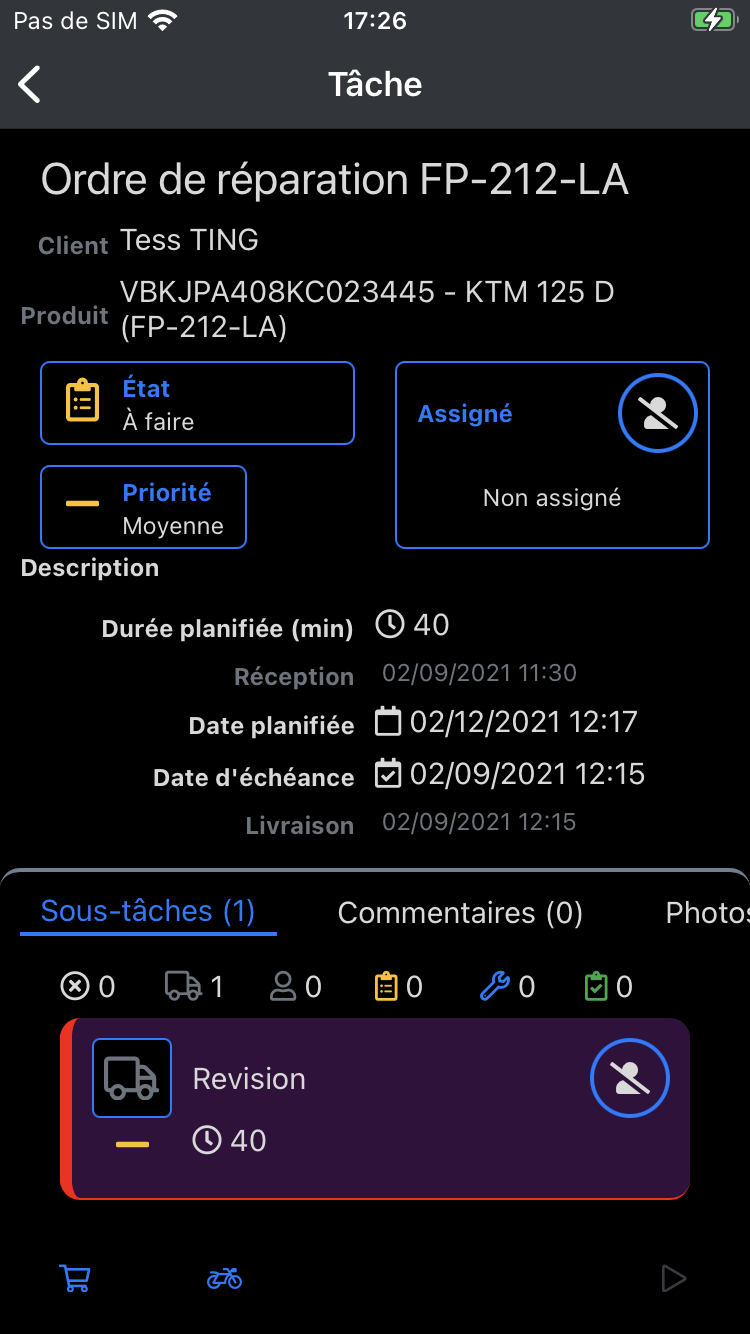 Pas de SIM 17:26
Tâche
Ordre de réparation FP-212-LA
Client Tess TING
Produit VBKJPA408KC023445 - KTM 125 D
(FP-212-LA)
État
À faire
Assigné
Non assigné
Priorité
Moyenne
Description
Durée planifiée (min) 40
Réception 02/09/2021 11:30
Date planifiée 02/12/2021 12:17
Date d'échéance 02/09/2021 12:15
Livraison 02/09/2021 12:15
Sous-tâches (1) Commentaires (0) Photos
0 1 0 0 0 0
Revision
40